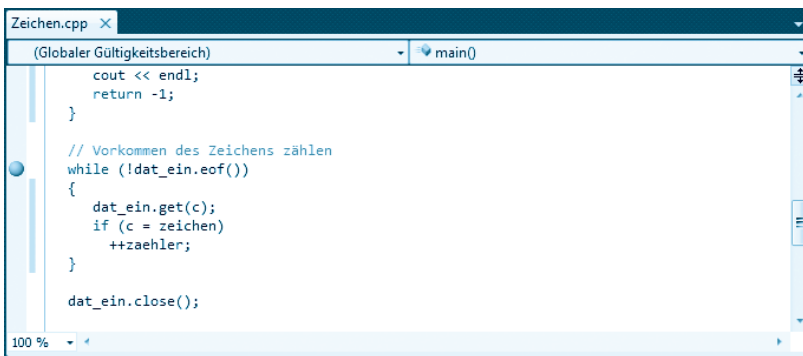 Zeichen.cpp
(Globaler Gültigkeitsbereich) main()
cout << endl;
return -1;
}
// Vorkommen des Zeichens zählen
while (!dat_ein.eof())
{
dat_ein.get(c);
if (c = zeichen)
++zaehler;
}
dat_ein.close();
100 %